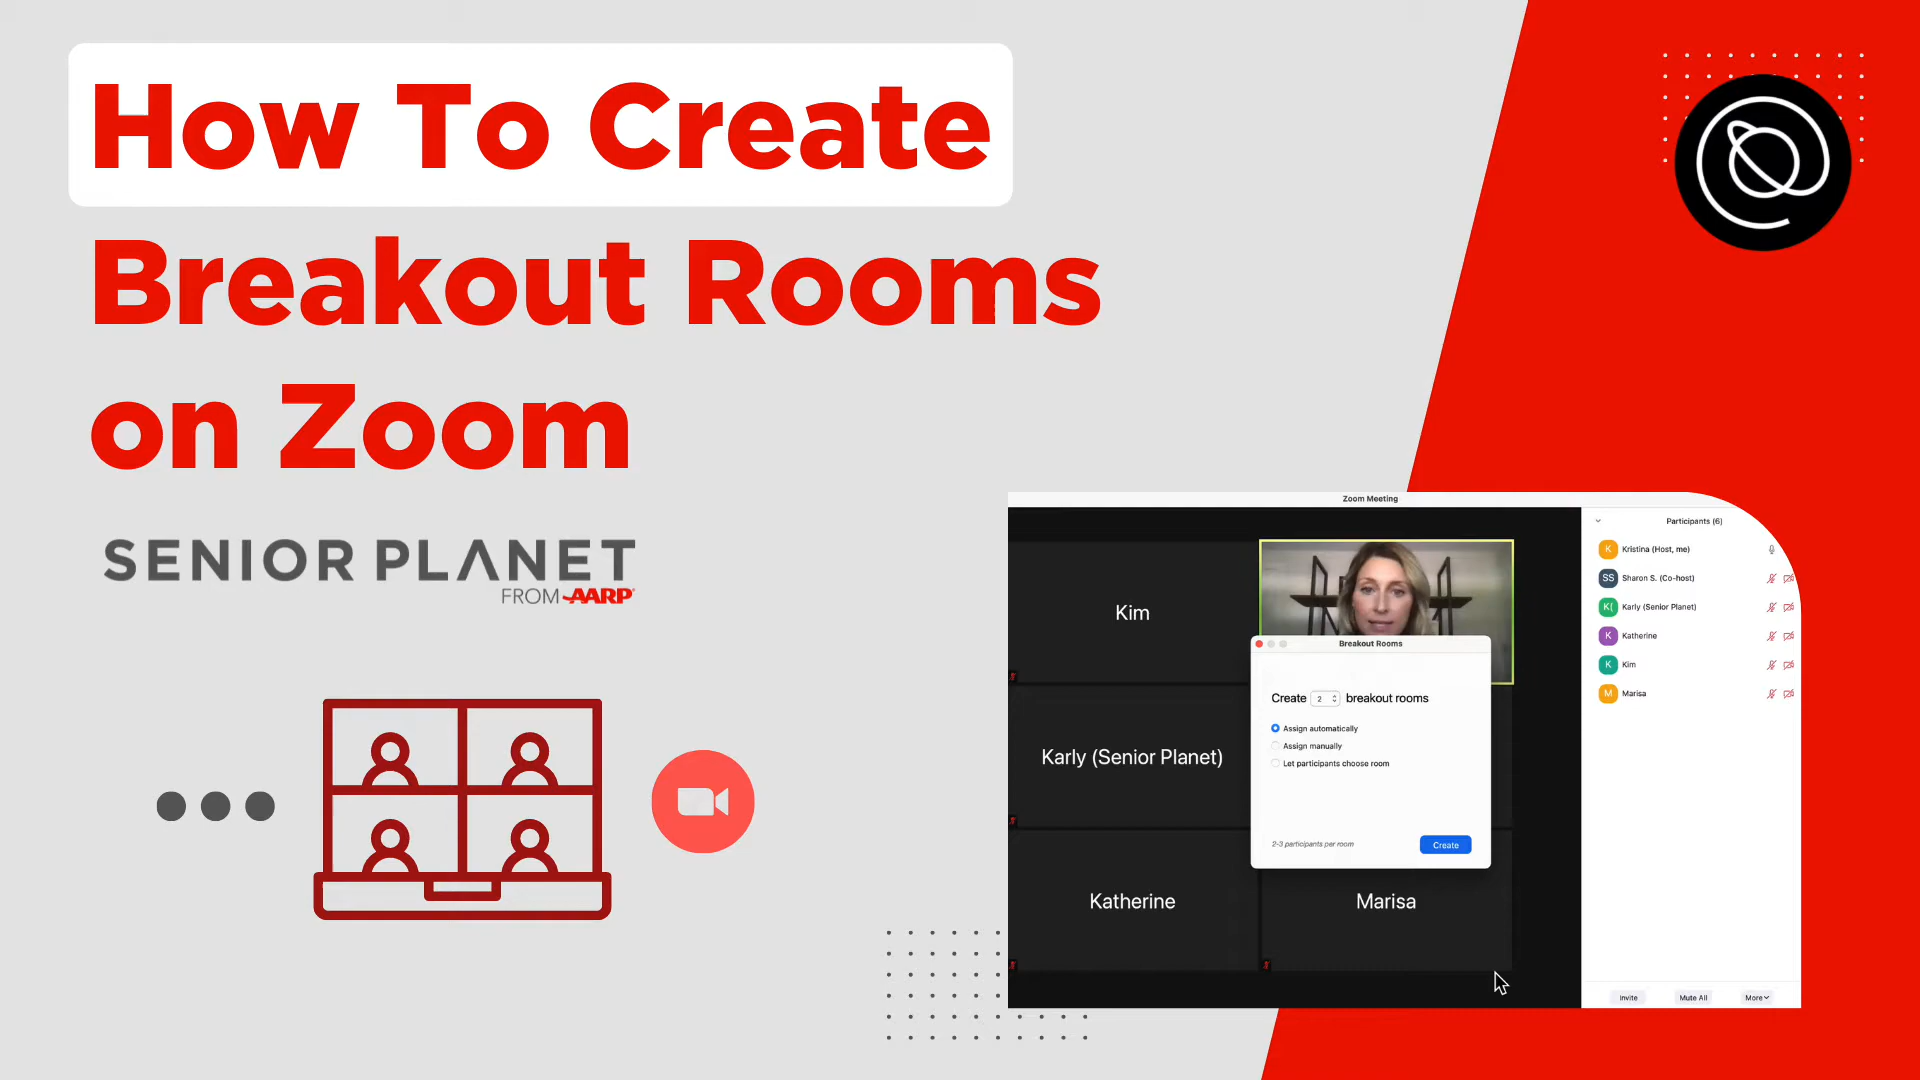 How To Create
Breakout Rooms
on Zoom
SENIOR PLANET
FROM AARP
Zoom Meeting
Kim
Karly (Senior Planet)
Katherine
Marisa
Breakout Rooms
Create 2 breakout rooms
Assign automatically
Assign manually
Let participants choose room
2-3 participants per room
Create
Participants (6)
K Kristina (Host, me)
SS Sharon S. (Co-host)
K( Karly (Senior Planet)
K Katherine
K Kim
M Marisa
Invite Mute All More